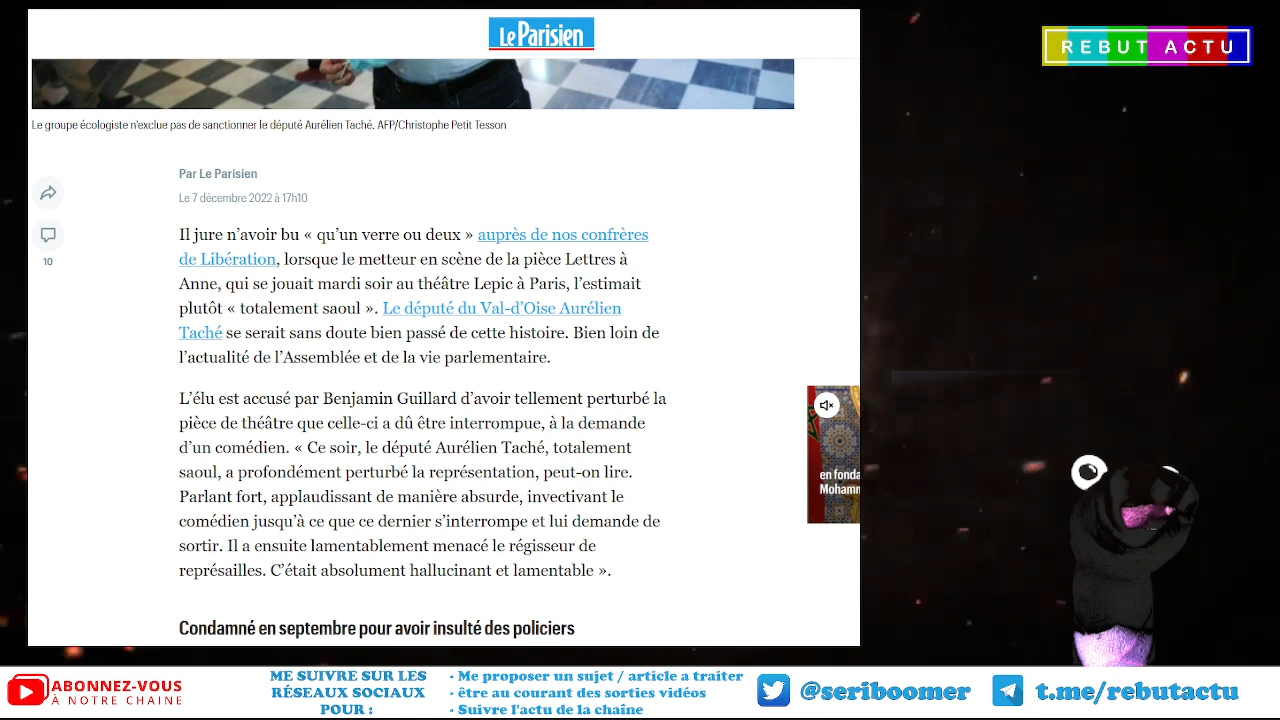 Le Parisien
REBUT ACTU
Le groupe écologiste n'exclue pas de sanctionner le député Aurélien Taché. AFP/Christophe Petit Tesson
Par Le Parisien
Le 7 décembre 2022 à 17h10
10
Il jure n'avoir bu « qu'un verre ou deux » auprès de nos confrères
de Libération, lorsque le metteur en scène de la pièce Lettres à
Anne, qui se jouait mardi soir au théâtre Lepic à Paris, l'estimait
plutôt « totalement saoul ». Le député du Val-d'Oise Aurélien
Taché se serait sans doute bien passé de cette histoire. Bien loin de
l'actualité de l'Assemblée et de la vie parlementaire.
L'élu est accusé par Benjamin Guillard d'avoir tellement perturbé la
pièce de théâtre que celle-ci a dû être interrompue, à la demande
d'un comédien. « Ce soir, le député Aurélien Taché, totalement
saoul, a profondément perturbé la représentation, peut-on lire.
Parlant fort, applaudissant de manière absurde, invectivant le
comédien jusqu'à ce que ce dernier s'interrompe et lui demande de
sortir. Il a ensuite lamentablement menacé le régisseur de
représailles. C'était absolument hallucinant et lamentable ».
en fonda
Mohamm
Condamné en septembre pour avoir insulté des policiers
ABONNEZ-VOUS
À NOTRE CHAINE
ME SUIVRE SUR LES
RÉSEAUX SOCIAUX
POUR :
- Me proposer un sujet / article a traiter
- être au courant des sorties vidéos
- Suivre l'actu de la chaîne
@seriboomer
t.me/rebutactu